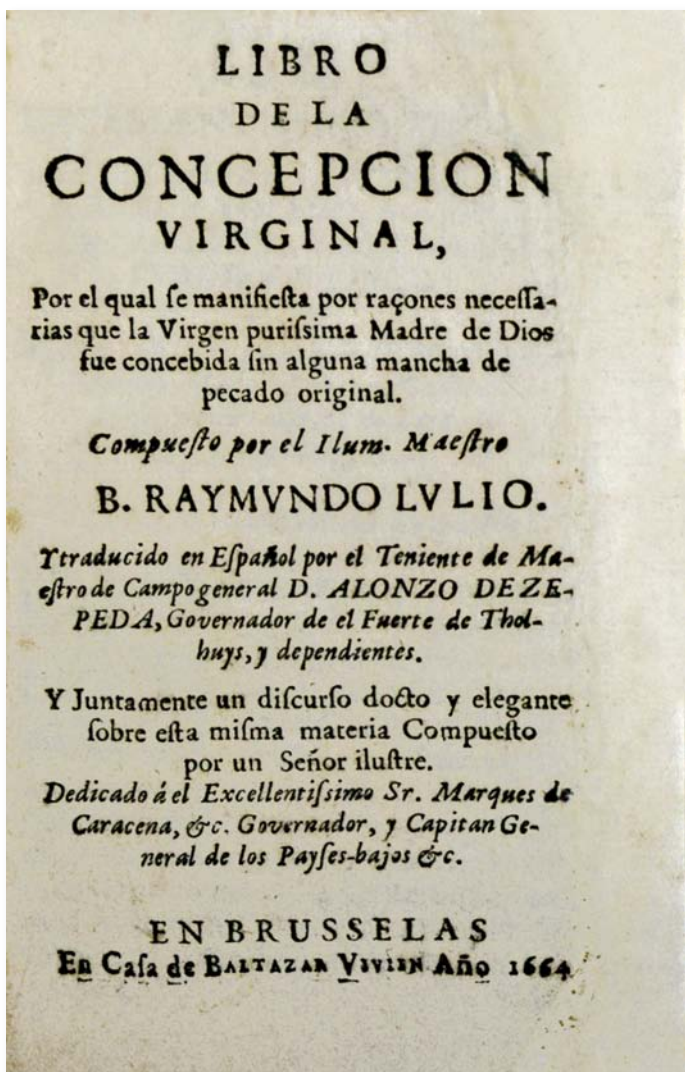 LIBRO
DE LA
CONCEPCION
VIRGINAL,
Por el qual ſe manifieſta por raçones neceſſa-
rias que la Virgen puriſsima Madre de Dios
fue concebida ſin alguna mancha de
pecado original.
Compueſto por el Ilum. Maeſtro
B. RAYMVNDO LVLIO.
Y traducido en Eſpañol por el Teniente de Ma-
eſtro de Campo general D. ALONZO DE ZE-
PEDA, Governador de el Fuerte de Thol-
huys, y dependientes.
Y Juntamente un diſcurſo docto y elegante
ſobre eſta miſma materia Compueſto
por un Señor iluſtre.
Dedicado á el Excellentiſsimo Sr. Marques de
Caracena, &c. Governador, y Capitan Ge-
neral de los Payſes-bajos &c.
EN BRUSSELAS
En Caſa de BALTAZAR VIVIEN Año 1664